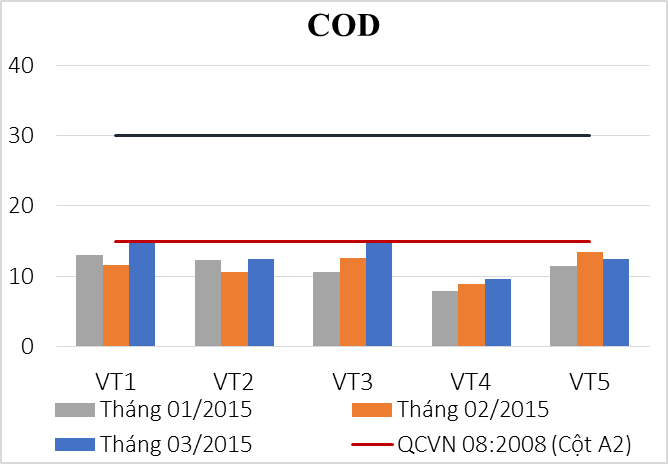 COD
40
30
20
10
0
VT1 VT2 VT3 VT4 VT5
Tháng 01/2015 Tháng 02/2015
Tháng 03/2015 QCVN 08:2008 (Cột A2)